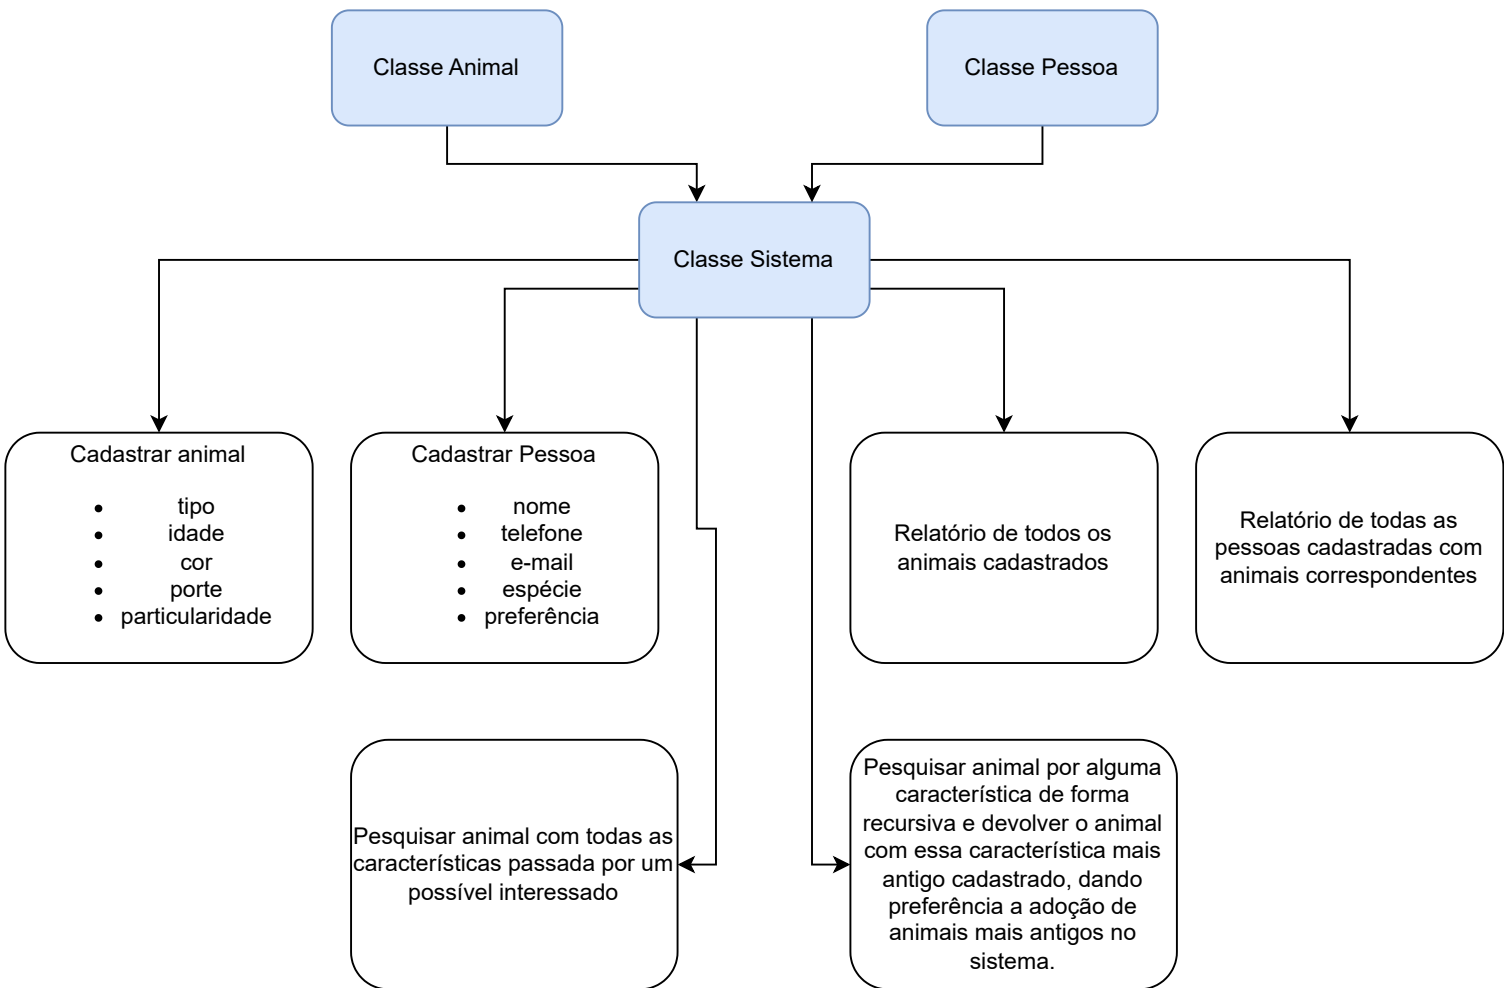 Classe Animal
Classe Pessoa
Classe Sistema
Cadastrar animal
tipo
idade
cor
porte
particularidade
Cadastrar Pessoa
nome
telefone
e-mail
espécie
preferência
Relatório de todos os
animais cadastrados
Relatório de todas as
pessoas cadastradas com
animais correspondentes
Pesquisar animal com todas as
características passada por um
possível interessado
Pesquisar animal por alguma
característica de forma
recursiva e devolver o animal
com essa característica mais
antigo cadastrado, dando
preferência a adoção de
animais mais antigos no
sistema.